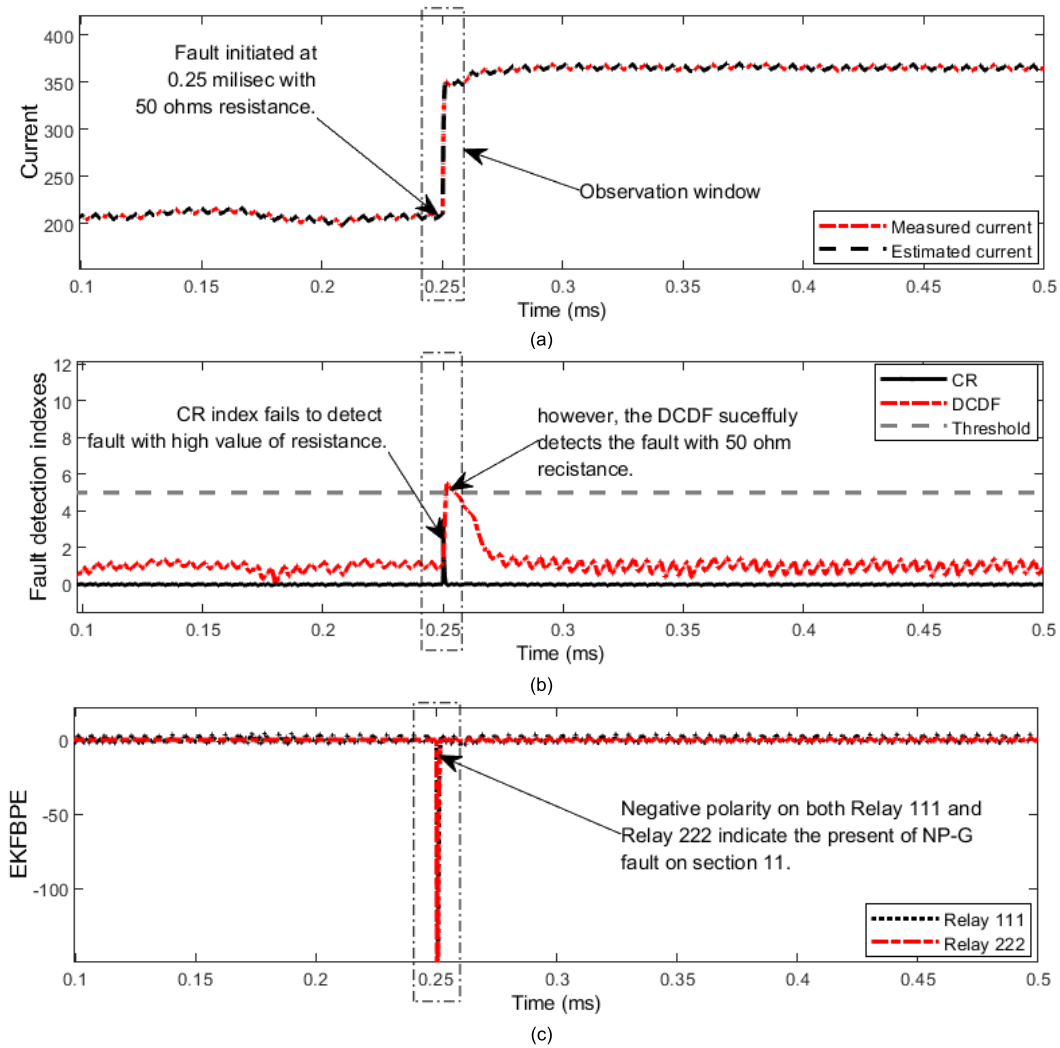 400
350
300
250
200
Current
Fault initiated at
0.25 milisec with
50 ohms resistance.
Observation window
Measured current
Estimated current
0.1 0.15 0.2 0.25 0.3 0.35 0.4 0.45 0.5
Time (ms)
(a)
12
10
8
6
4
2
0
Fault detection indexes
CR index fails to detect
fault with high value of resistance.
however, the DCDF suceffuly
detects the fault with 50 ohm
recistance.
CR
DCDF
Threshold
0.1 0.15 0.2 0.25 0.3 0.35 0.4 0.45 0.5
Time (ms)
(b)
0
-50
-100
EKFBPE
Negative polarity on both Relay 111 and
Relay 222 indicate the present of NP-G
fault on section 11.
Relay 111
Relay 222
0.1 0.15 0.2 0.25 0.3 0.35 0.4 0.45 0.5
Time (ms)
(c)